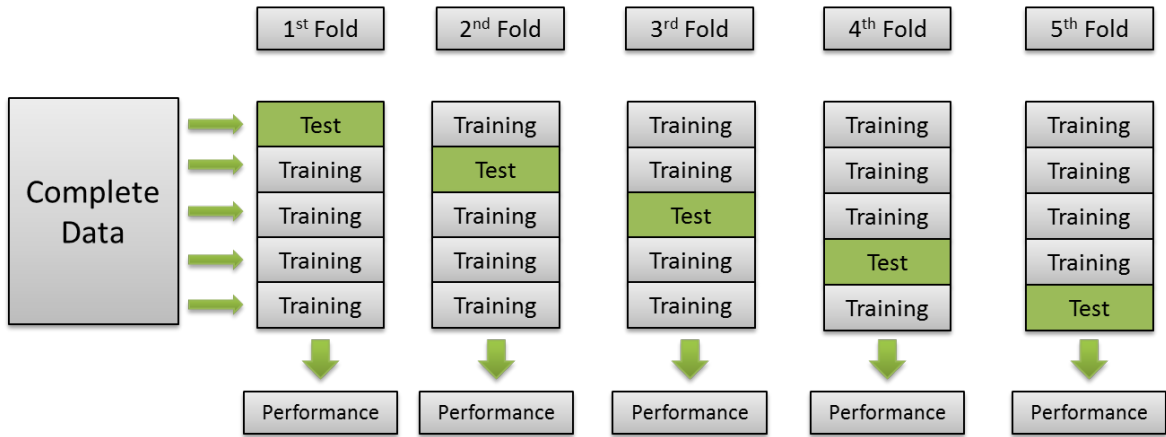 1st Fold 2nd Fold 3rd Fold 4th Fold 5th Fold
Test Training Training Training Training
Training Test Training Training Training
Complete
Data
Training Training Test Training Training
Training Training Training Test Training
Training Training Training Training Test
Performance Performance Performance Performance Performance